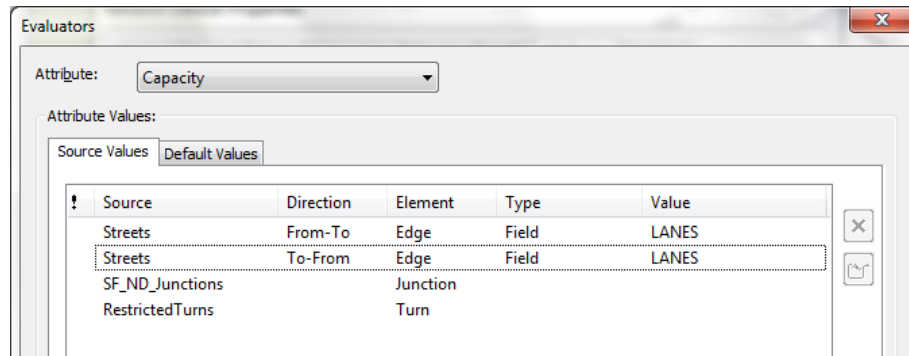 Evaluators
Attribute: Capacity
Attribute Values:
Source Values Default Values
! Source Direction Element Type Value
Streets From-To Edge Field LANES
Streets To-From Edge Field LANES
SF_ND_Junctions Junction
RestrictedTurns Turn